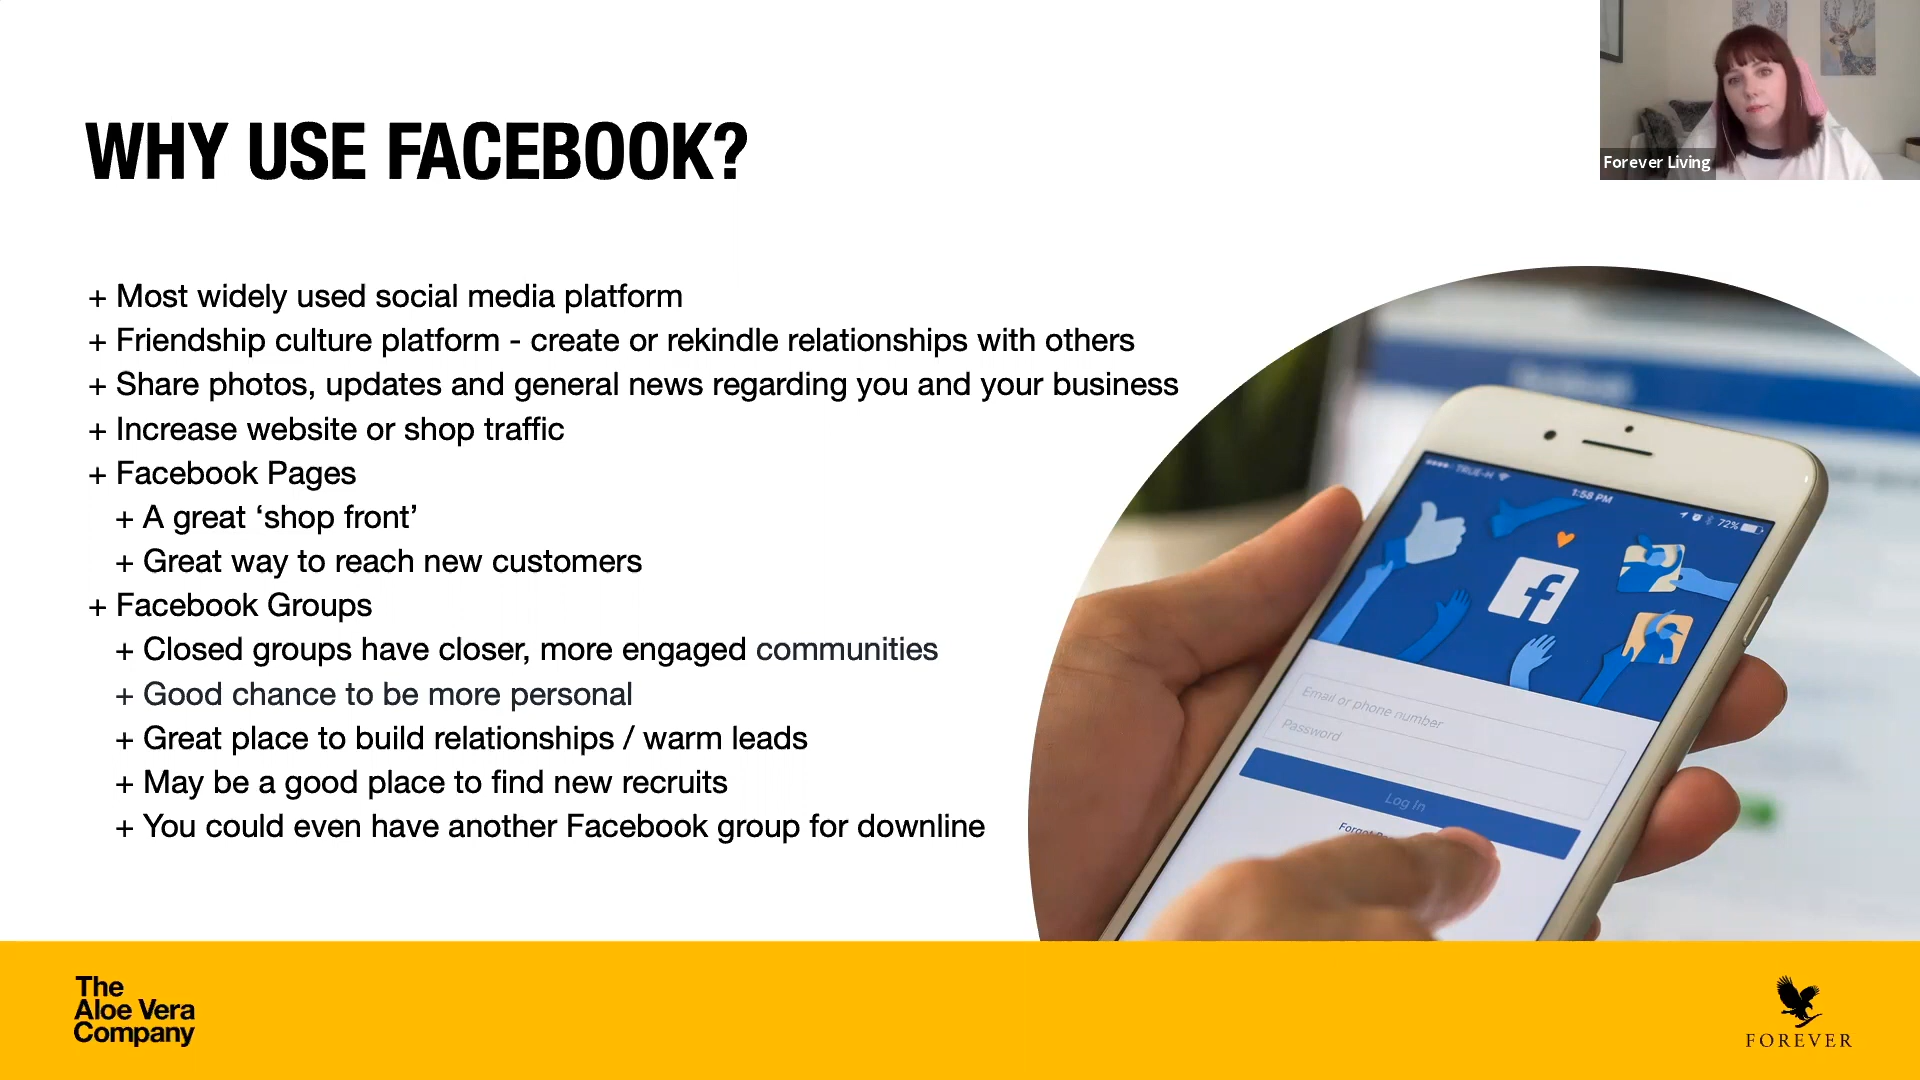 WHY USE FACEBOOK?
Forever Living
+ Most widely used social media platform
+ Friendship culture platform - create or rekindle relationships with others
+ Share photos, updates and general news regarding you and your business
+ Increase website or shop traffic
+ Facebook Pages
+ A great ‘shop front’
+ Great way to reach new customers
+ Facebook Groups
+ Closed groups have closer, more engaged communities
+ Good chance to be more personal
+ Great place to build relationships / warm leads
+ May be a good place to find new recruits
+ You could even have another Facebook group for downline
TRUE-H
1:58 PM
72%
f
Email or phone number
Password
Log In
The
Aloe Vera
Company
FOREVER